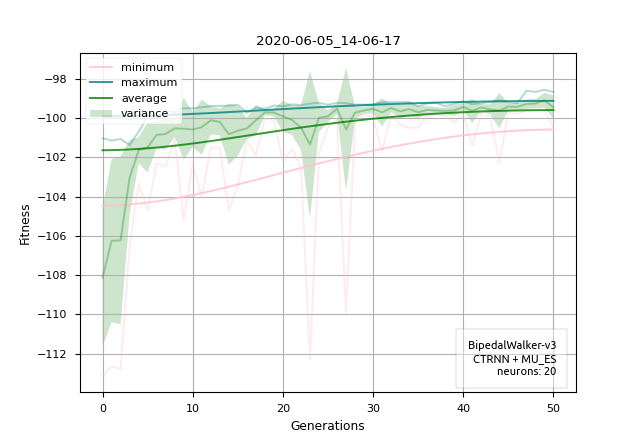 2020-06-05_14-06-17
minimum
maximum
average
variance
−98
−100
−102
−104
−106
−108
−110
−112
Fitness
0
10
20
30
40
50
Generations
BipedalWalker-v3
CTRNN + MU_ES
neurons: 20